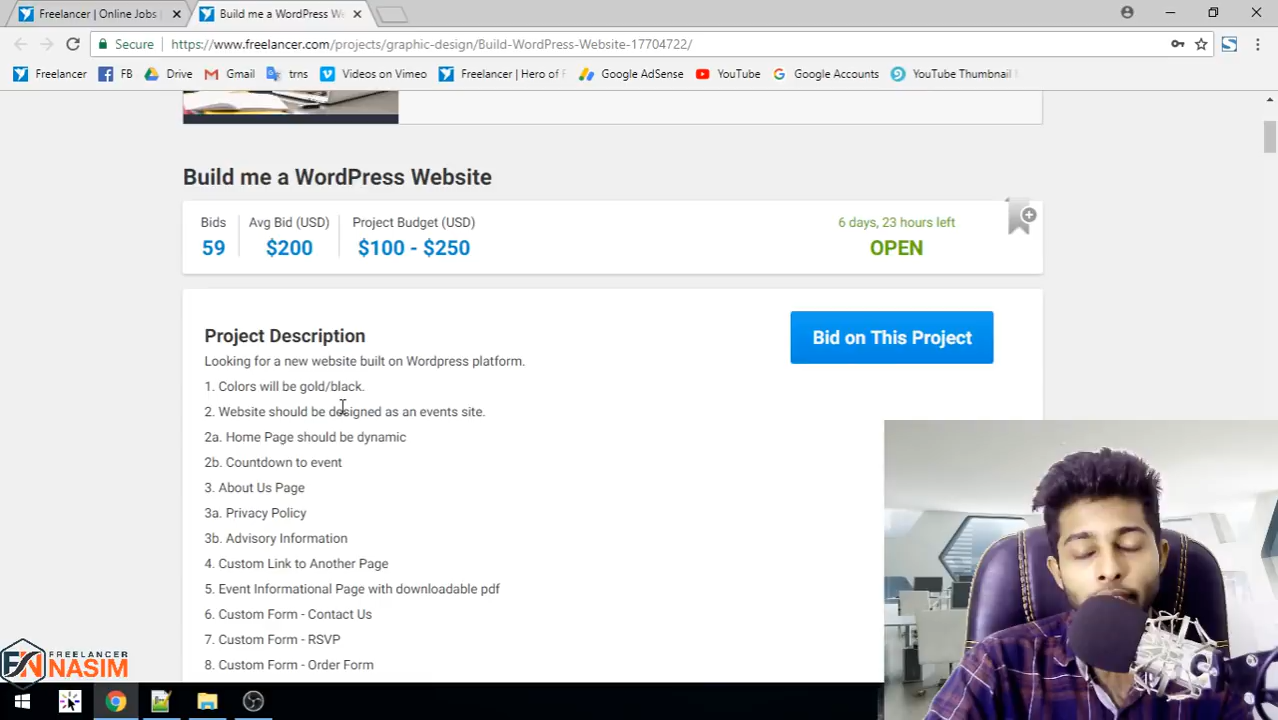 Freelancer | Online Jobs
Build me a WordPress We
Secure
https://www.freelancer.com/projects/graphic-design/Build-WordPress-Website-17704722/
Freelancer
FB
Drive
Gmail
trns
Videos on Vimeo
Freelancer | Hero of F
Google AdSense
YouTube
Google Accounts
YouTube Thumbnail
Build me a WordPress Website
Bids
Avg Bid (USD)
Project Budget (USD)
6 days, 23 hours left
59
$200
$100 - $250
OPEN
Project Description
Bid on This Project
Looking for a new website built on Wordpress platform.
1. Colors will be gold/black.
2. Website should be designed as an events site.
2a. Home Page should be dynamic
2b. Countdown to event
3. About Us Page
3a. Privacy Policy
3b. Advisory Information
4. Custom Link to Another Page
5. Event Informational Page with downloadable pdf
6. Custom Form - Contact Us
7. Custom Form - RSVP
8. Custom Form - Order Form
FN
FREELANCER
NASIM